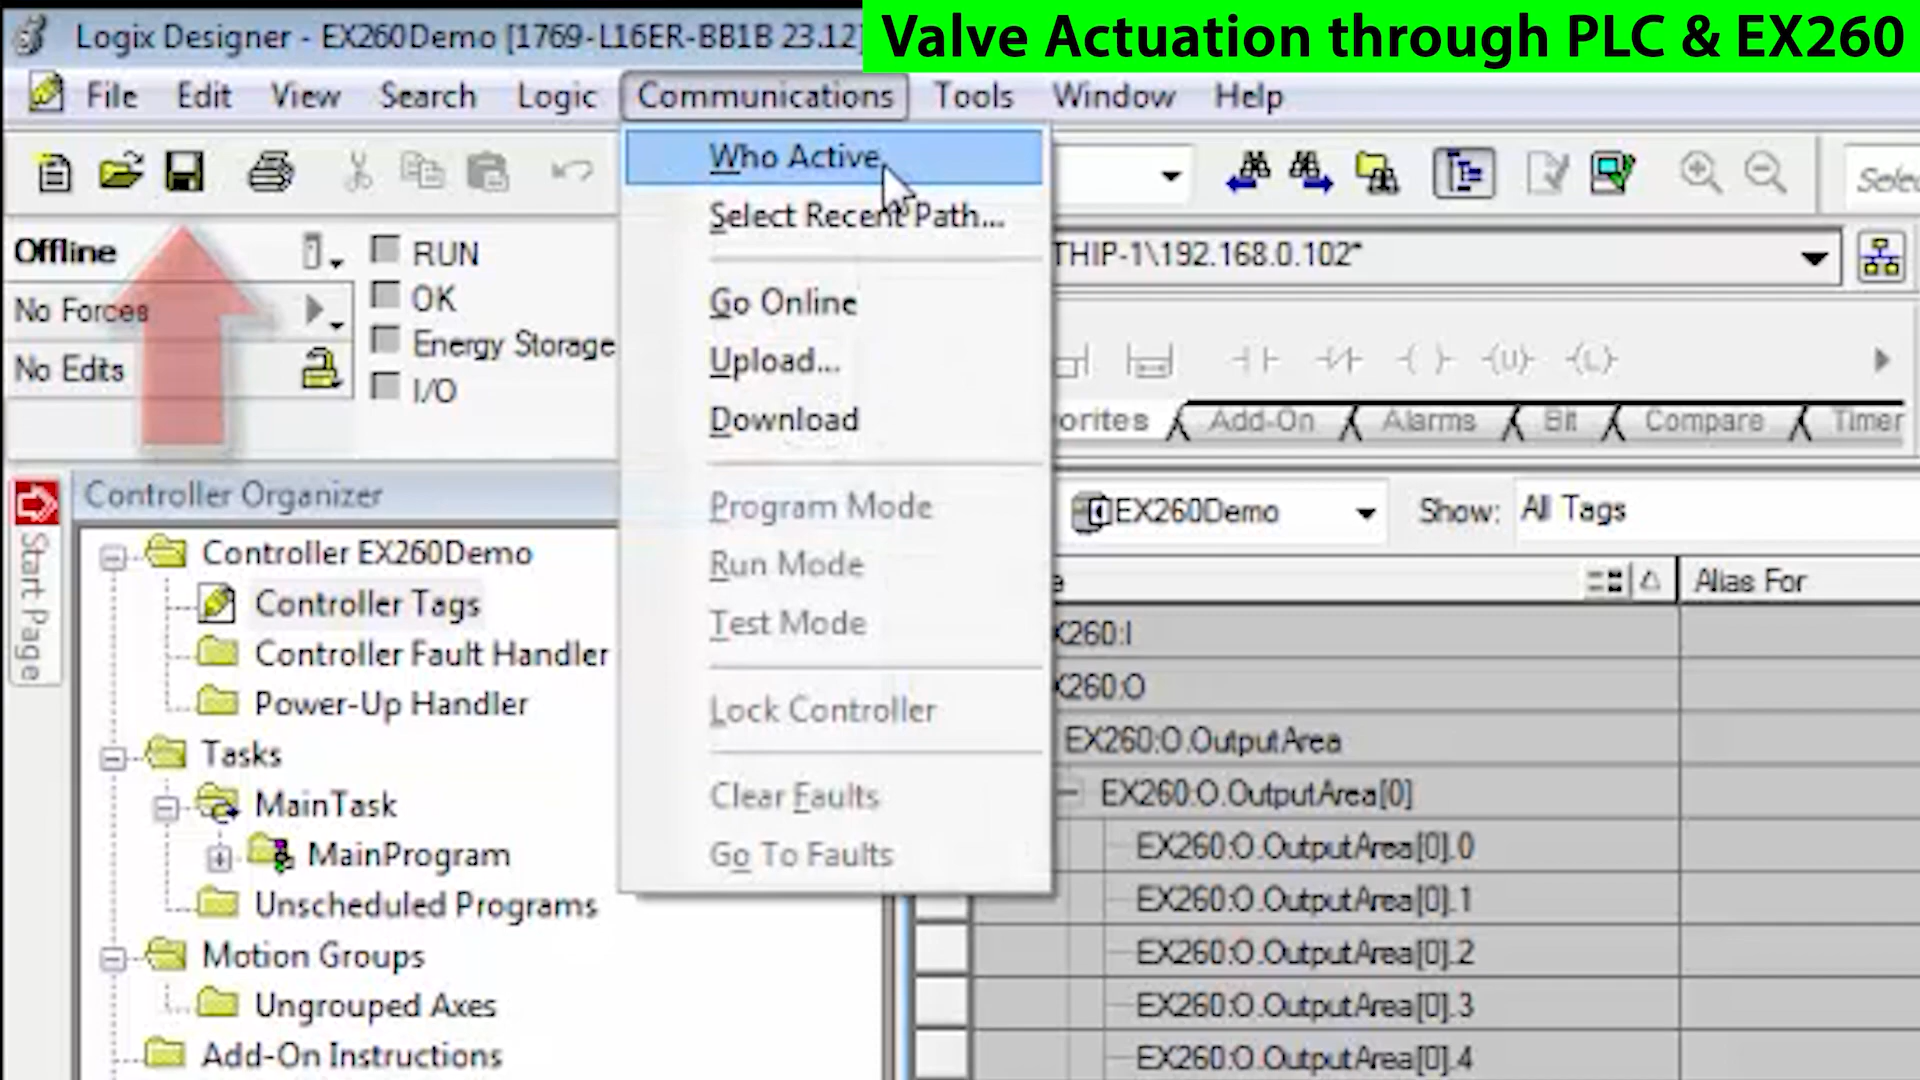 Logix Designer - EX260Demo [1769-L16ER-BB1B 23.12]
Valve Actuation through PLC & EX260
File Edit View Search Logic Communications Tools Window Help
Who Active
Select Recent Path...
Go Online
Upload...
Download
Program Mode
Run Mode
Test Mode
Lock Controller
Clear Faults
Go To Faults
Offline
No Forces
No Edits
RUN
OK
Energy Storage
I/O
THIP-1\192.168.0.102*
orites Add-On Alarms Bit Compare Timer
Start Page
Controller Organizer
Controller EX260Demo
Controller Tags
Controller Fault Handler
Power-Up Handler
Tasks
MainTask
MainProgram
Unscheduled Programs
Motion Groups
Ungrouped Axes
Add-On Instructions
EX260Demo Show: All Tags
Alias For
X260:I
X260:O
EX260:O.OutputArea
EX260:O.OutputArea[0]
EX260:O.OutputArea[0].0
EX260:O.OutputArea[0].1
EX260:O.OutputArea[0].2
EX260:O.OutputArea[0].3
EX260:O.OutputArea[0].4